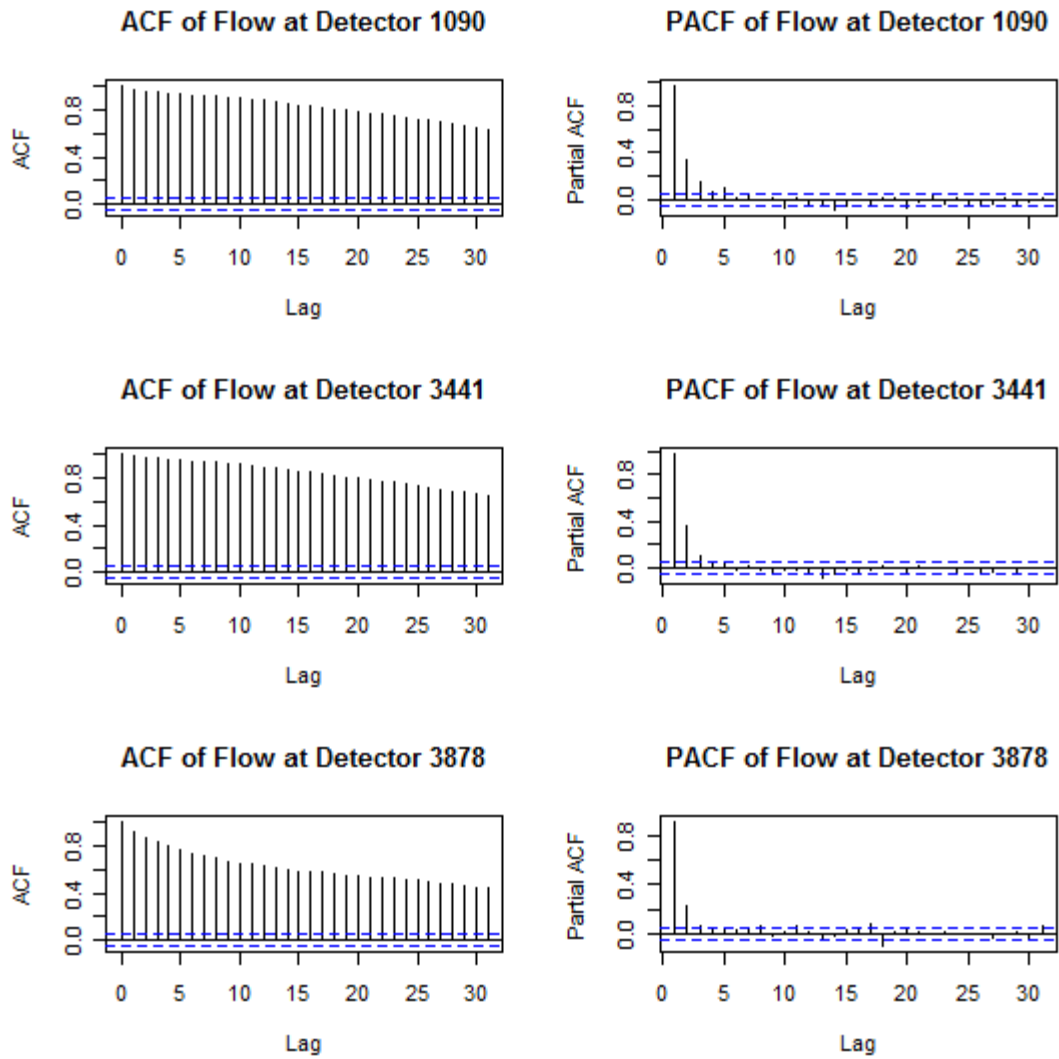 ACF of Flow at Detector 1090
ACF
0.0 0.4 0.8
0 5 10 15 20 25 30
Lag
PACF of Flow at Detector 1090
Partial ACF
0.0 0.4 0.8
0 5 10 15 20 25 30
Lag
ACF of Flow at Detector 3441
ACF
0.0 0.4 0.8
0 5 10 15 20 25 30
Lag
PACF of Flow at Detector 3441
Partial ACF
0.0 0.4 0.8
0 5 10 15 20 25 30
Lag
ACF of Flow at Detector 3878
ACF
0.0 0.4 0.8
0 5 10 15 20 25 30
Lag
PACF of Flow at Detector 3878
Partial ACF
0.0 0.4 0.8
0 5 10 15 20 25 30
Lag